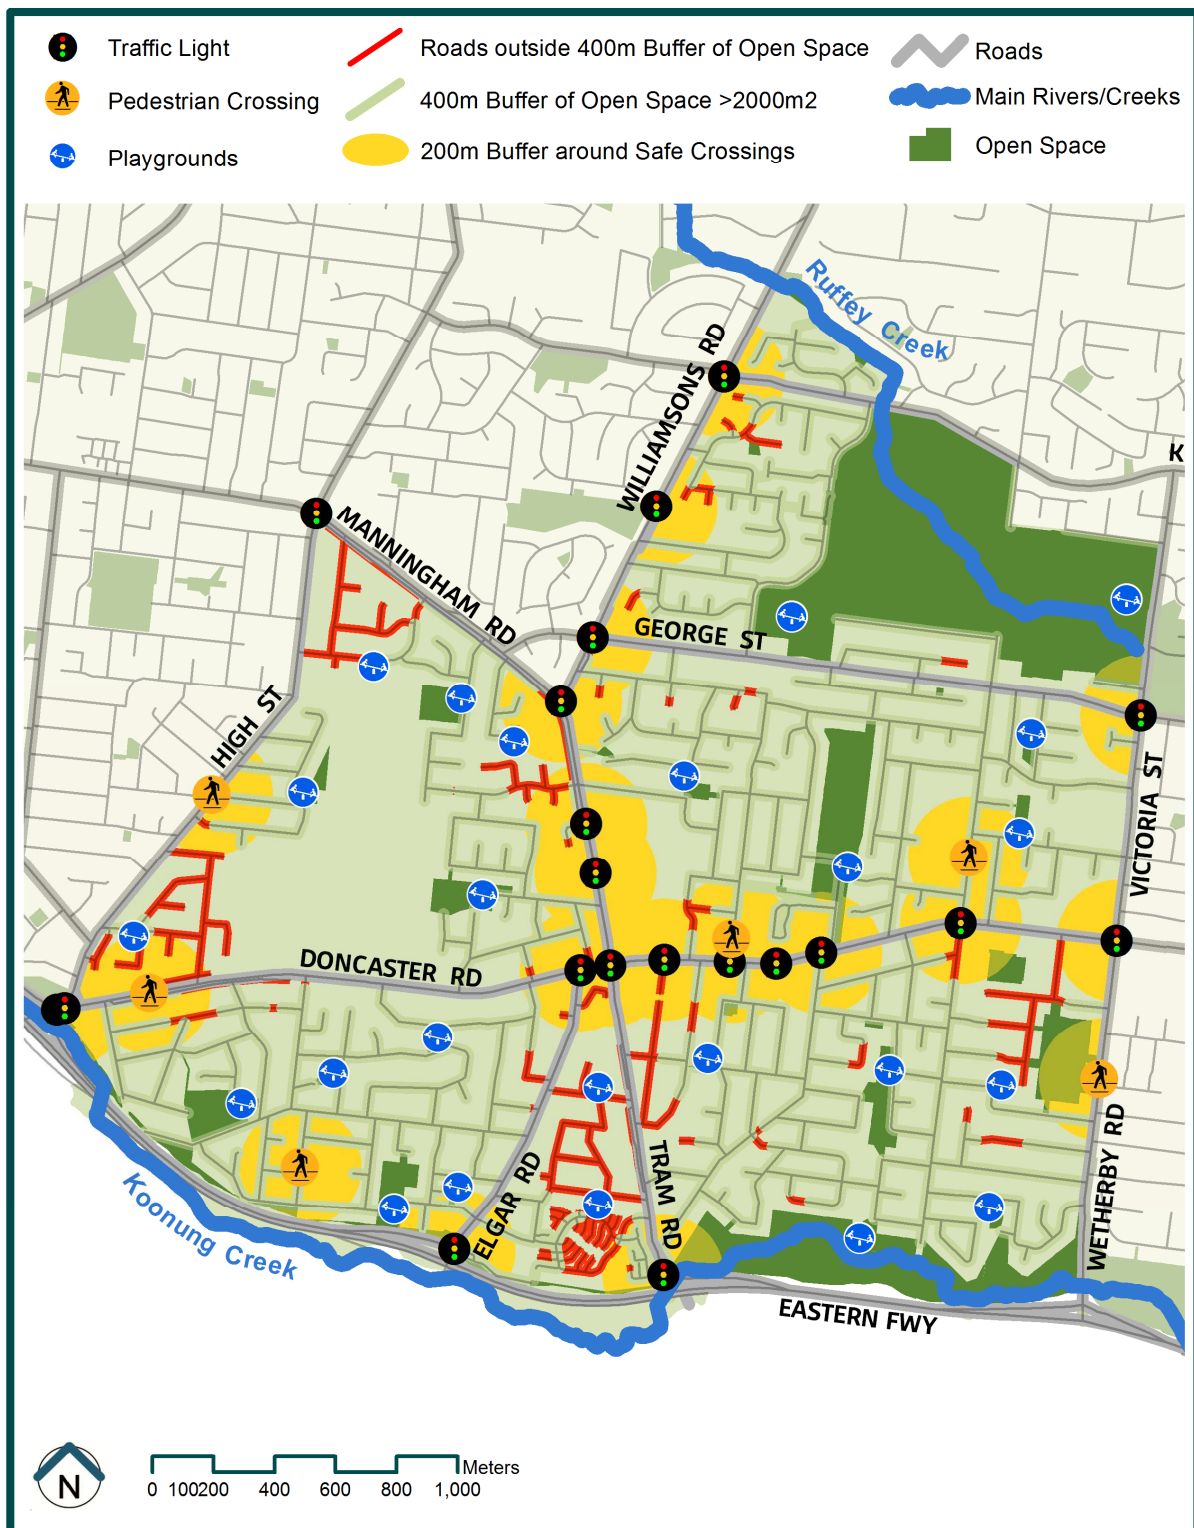 Traffic Light
Roads outside 400m Buffer of Open Space
Roads
Pedestrian Crossing
400m Buffer of Open Space >2000m2
Main Rivers/Creeks
Playgrounds
200m Buffer around Safe Crossings
Open Space
Ruffey Creek
WILLIAMSONS RD
K
MANNINGHAM RD
GEORGE ST
HIGH ST
VICTORIA ST
DONCASTER RD
ELGAR RD
TRAM RD
WETHERBY RD
Koonung Creek
EASTERN FWY
N
Meters
0 100200 400 600 800 1,000